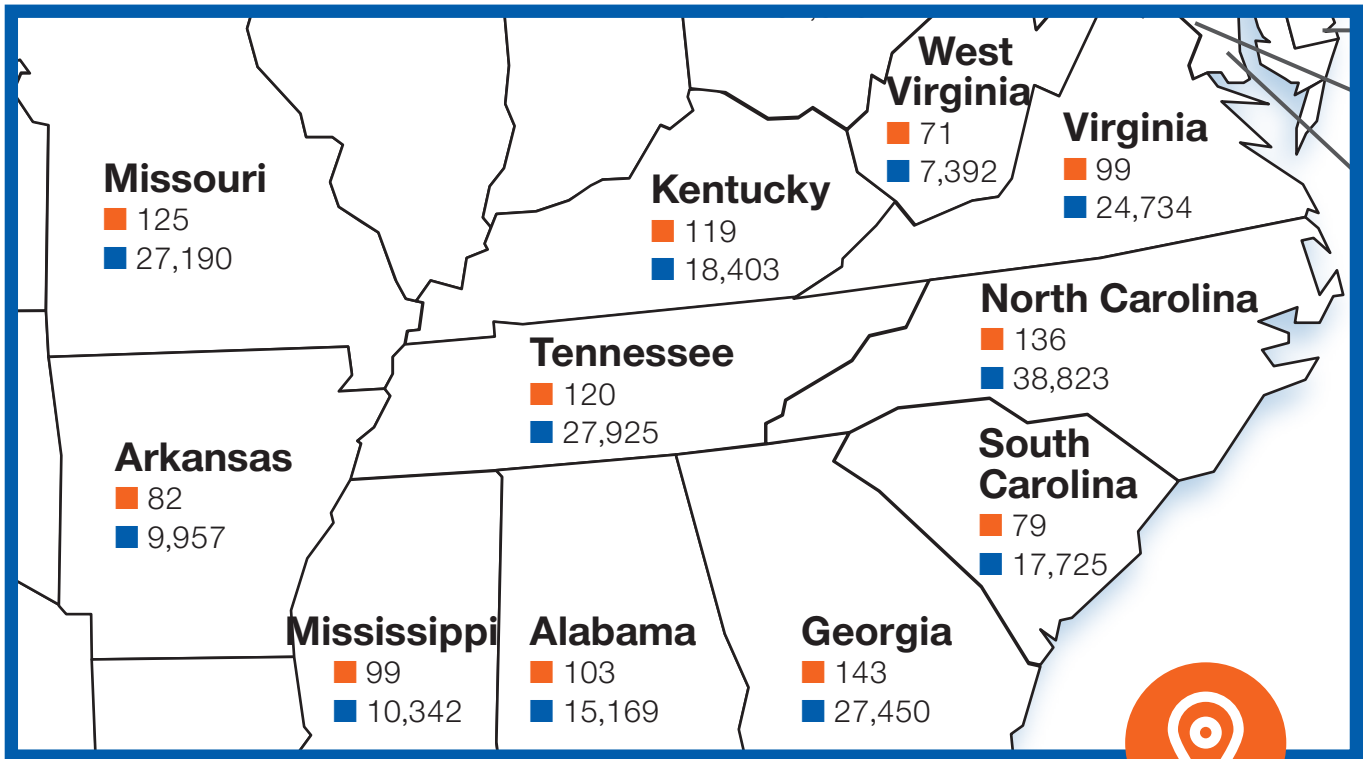 West
Virginia
71
7,392
Virginia
99
24,734
Missouri
125
27,190
Kentucky
119
18,403
North Carolina
136
38,823
Tennessee
120
27,925
South
Carolina
79
17,725
Arkansas
82
9,957
Mississippi
99
10,342
Alabama
103
15,169
Georgia
143
27,450